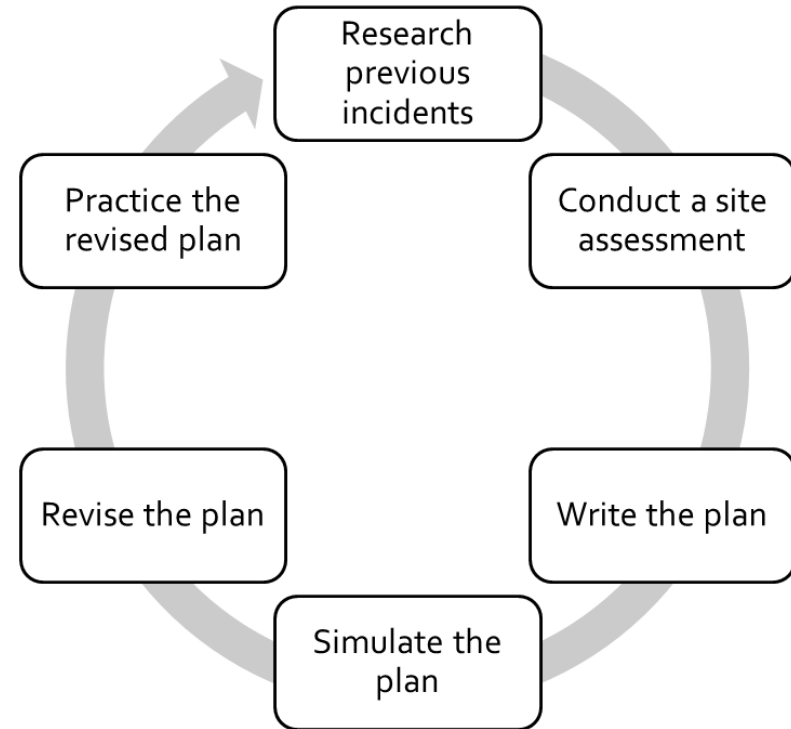 Research
previous
incidents
Conduct a site
assessment
Write the plan
Simulate the
plan
Revise the plan
Practice the
revised plan